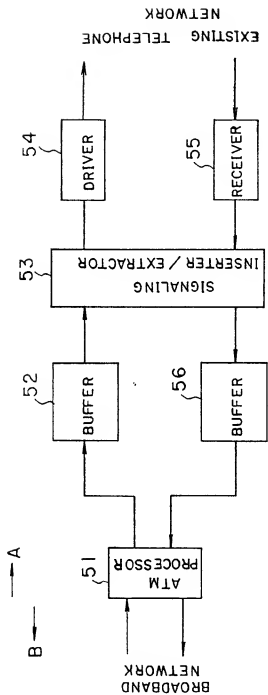 A
B
51
ATM
PROCESSOR
BROADBAND
NETWORK
52
BUFFER
56
BUFFER
53
SIGNALING
INSERTER/EXTRACTOR
54
DRIVER
55
RECEIVER
TELEPHONE
EXISTING
NETWORK